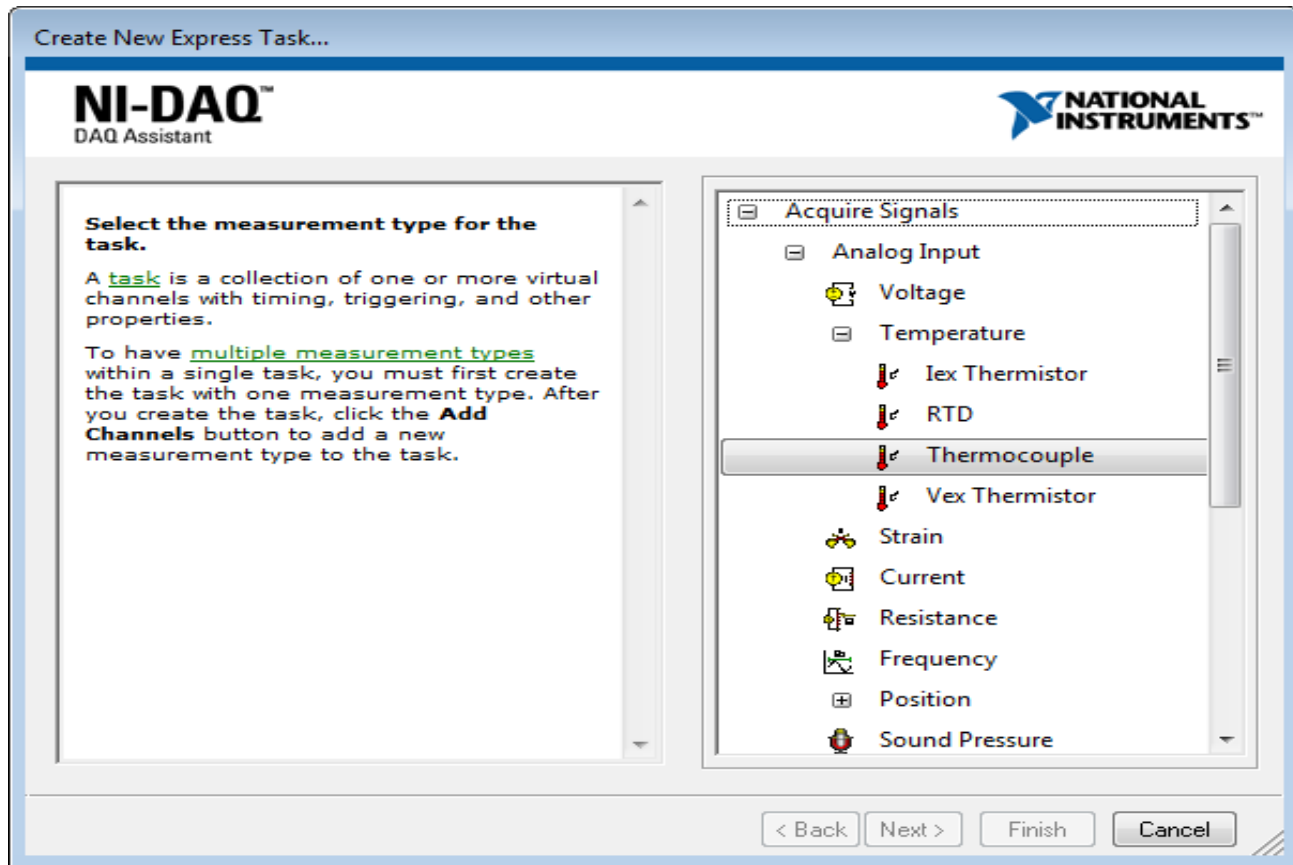 Create New Express Task...
NI-DAQ™
DAQ Assistant
NATIONAL
INSTRUMENTS™
Select the measurement type for the
task.
A task is a collection of one or more virtual
channels with timing, triggering, and other
properties.
To have multiple measurement types
within a single task, you must first create
the task with one measurement type. After
you create the task, click the Add
Channels button to add a new
measurement type to the task.
Acquire Signals
Analog Input
Voltage
Temperature
Iex Thermistor
RTD
Thermocouple
Vex Thermistor
Strain
Current
Resistance
Frequency
Position
Sound Pressure
< Back
Next >
Finish
Cancel